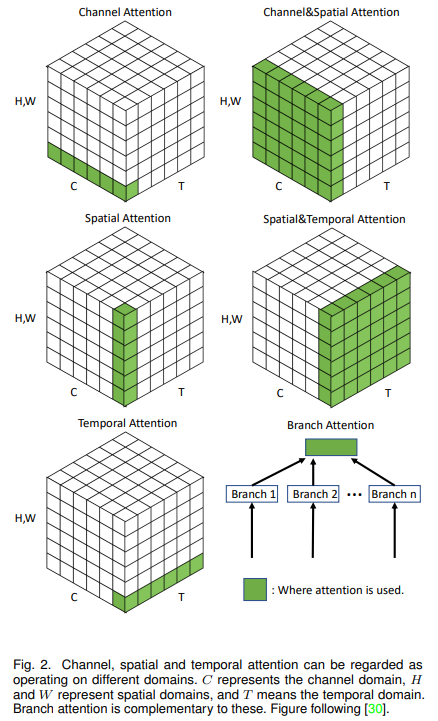 Channel Attention
H,W
C
T
Channel&Spatial Attention
H,W
C
T
Spatial Attention
H,W
C
T
Spatial&Temporal Attention
H,W
C
T
Temporal Attention
H,W
C
T
Branch Attention
Branch 1
Branch 2
•••
Branch n
: Where attention is used.
Fig. 2. Channel, spatial and temporal attention can be regarded as
operating on different domains. C represents the channel domain, H
and W represent spatial domains, and T means the temporal domain.
Branch attention is complementary to these. Figure following [30].